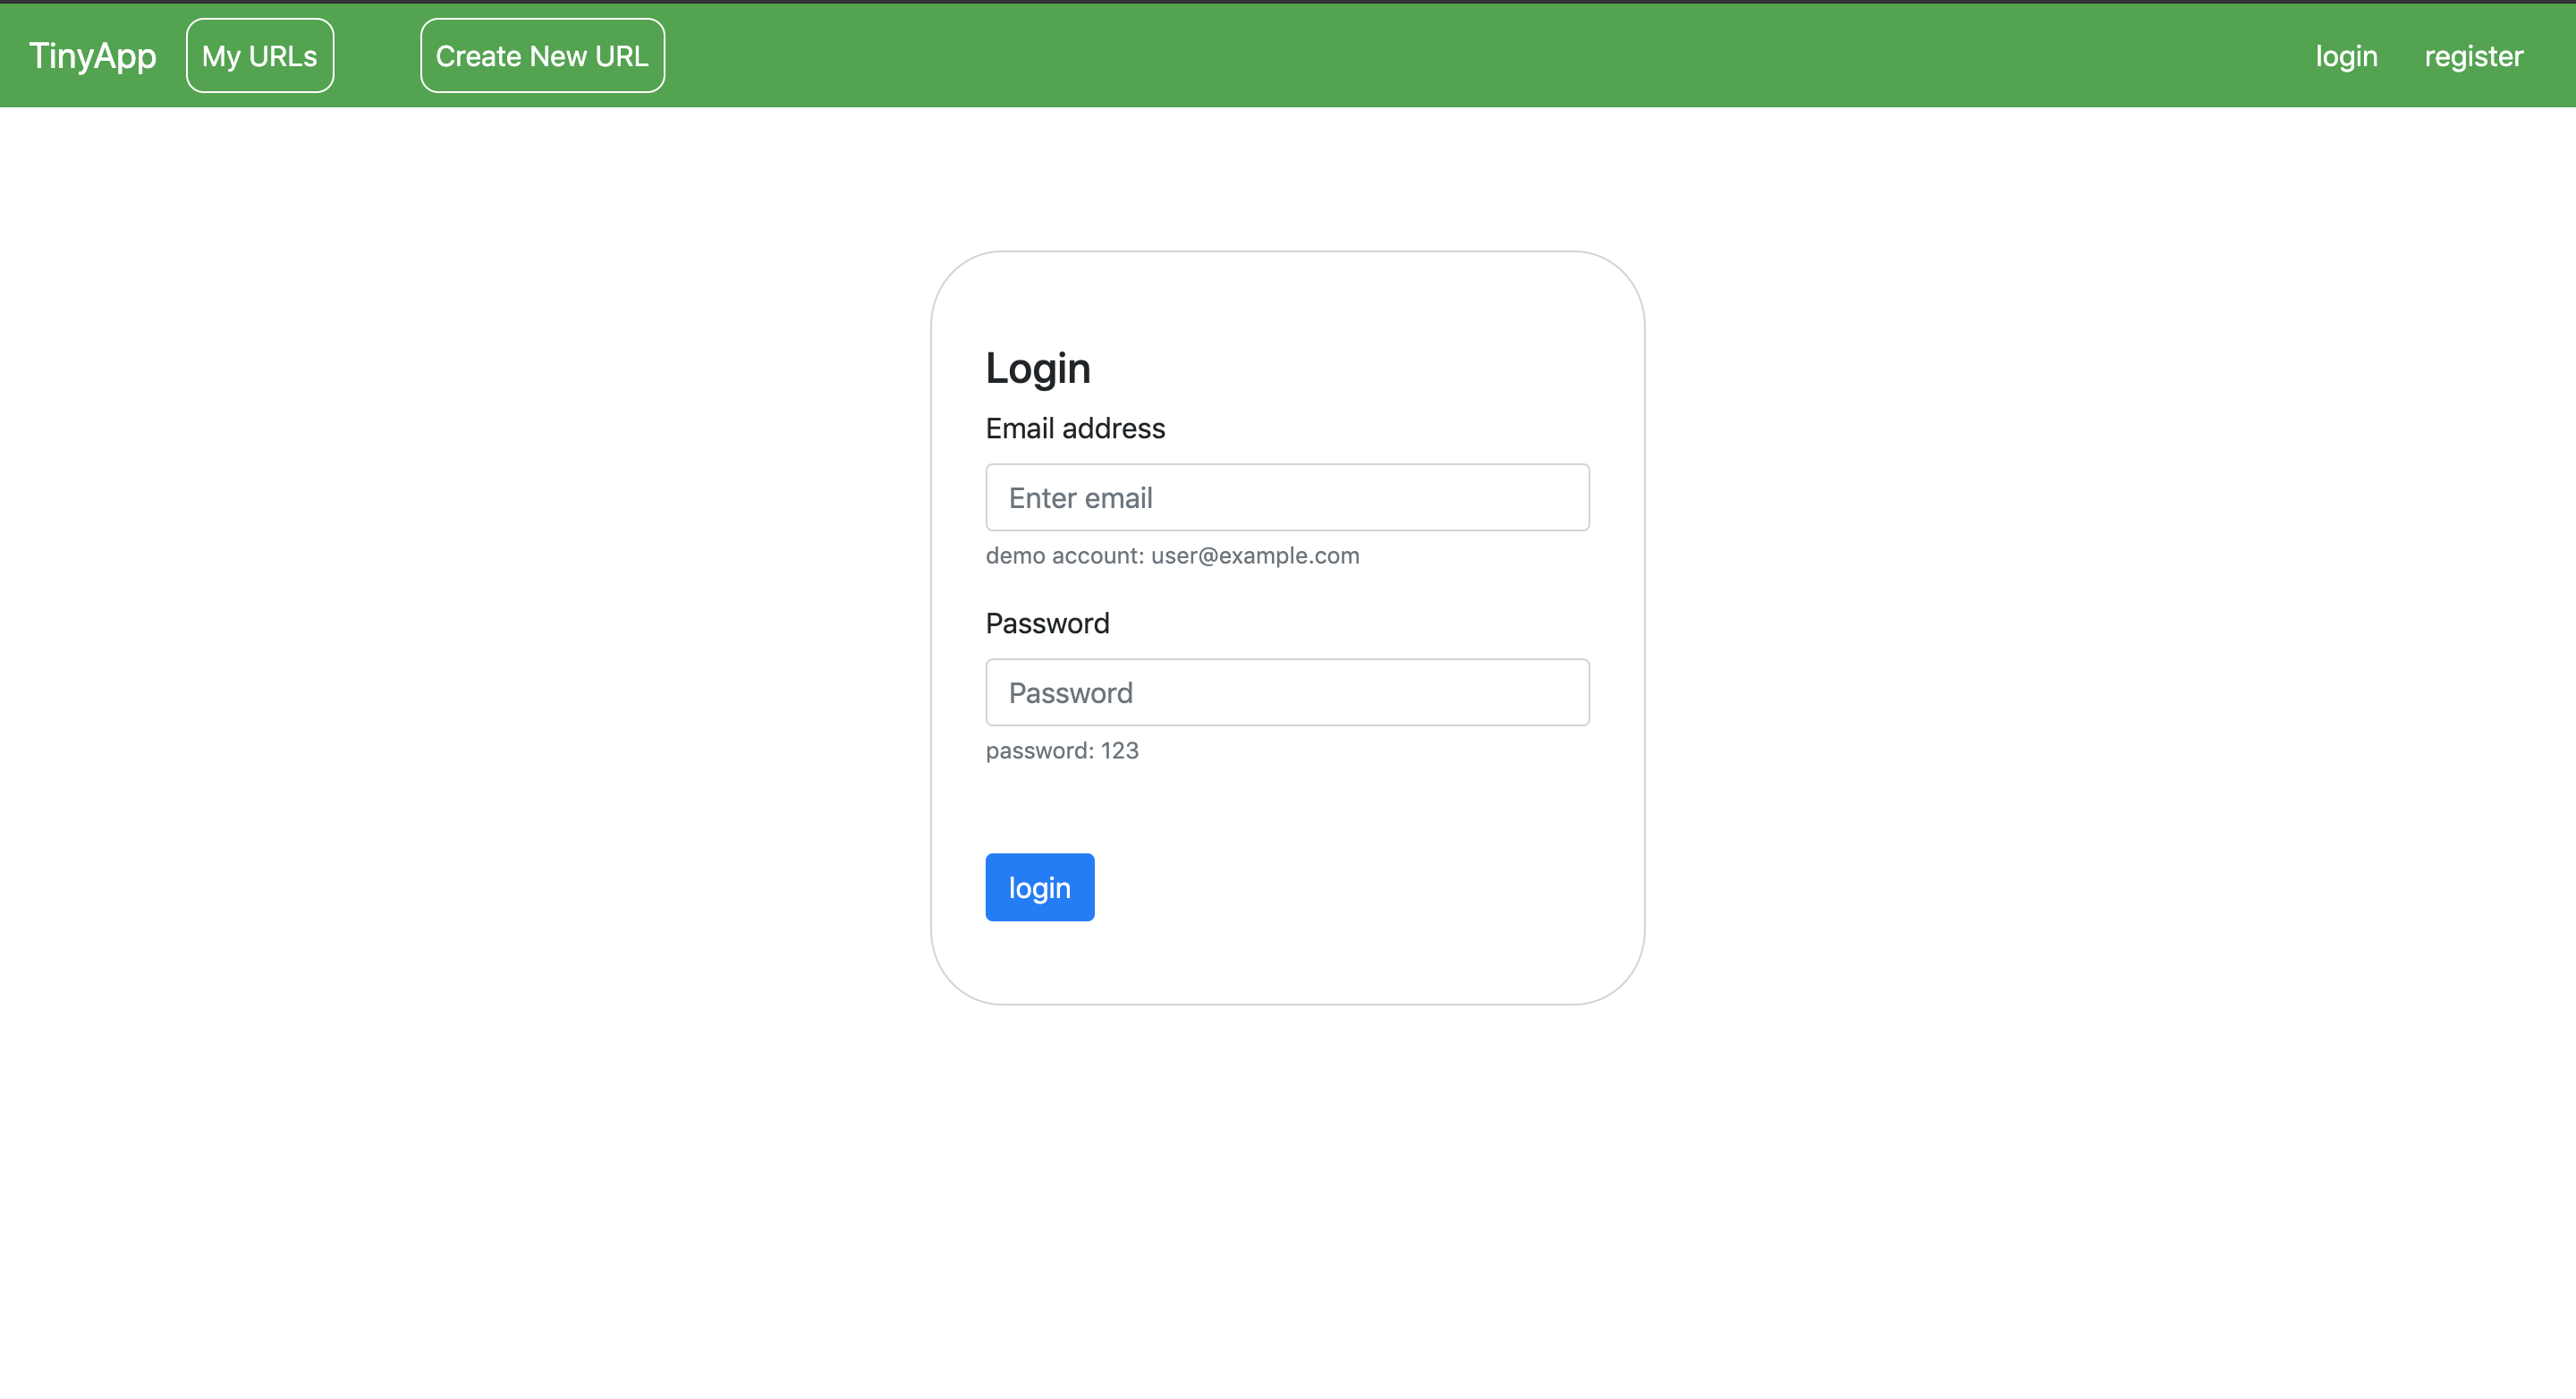 TinyApp My URLs Create New URL login register
Login
Email address
Enter email
demo account: user@example.com
Password
Password
password: 123
login